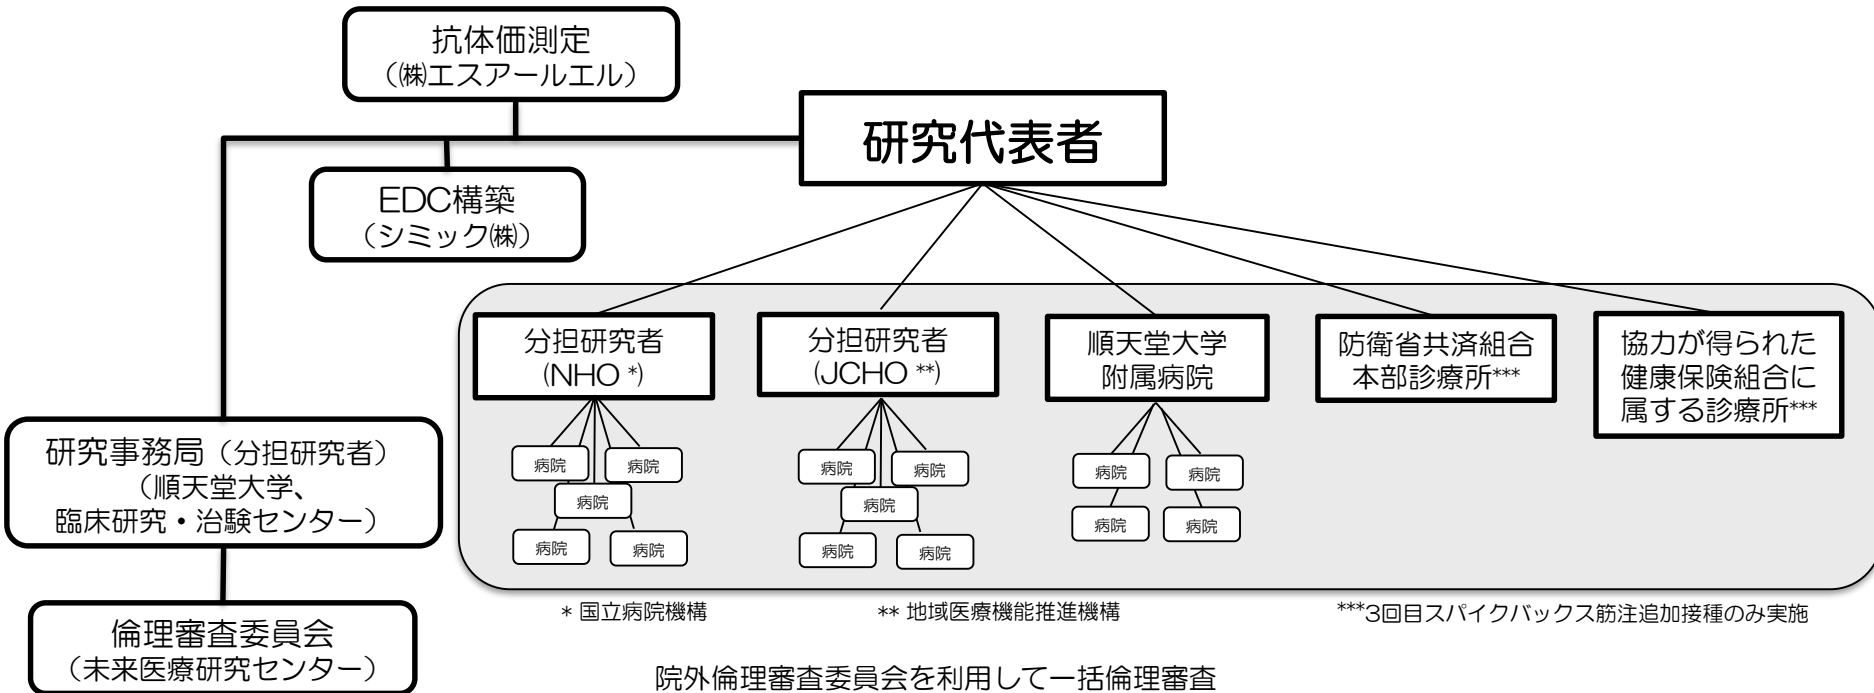 抗体価測定
（㈱エスアールエル）
研究代表者
EDC構築
（シミック㈱）
分担研究者
（NHO *）
分担研究者
（JCHO **）
順天堂大学
附属病院
防衛省共済組合
本部診療所***
協力が得られた
健康保険組合に
属する診療所***
病院
病院
病院
病院
病院
病院
病院
病院
病院
病院
病院
病院
病院
病院
研究事務局（分担研究者）
（順天堂大学、
臨床研究・治験センター）
* 国立病院機構
** 地域医療機能推進機構
***3回目スパイクバックス筋注追加接種のみ実施
倫理審査委員会
（未来医療研究センター）
院外倫理審査委員会を利用して一括倫理審査